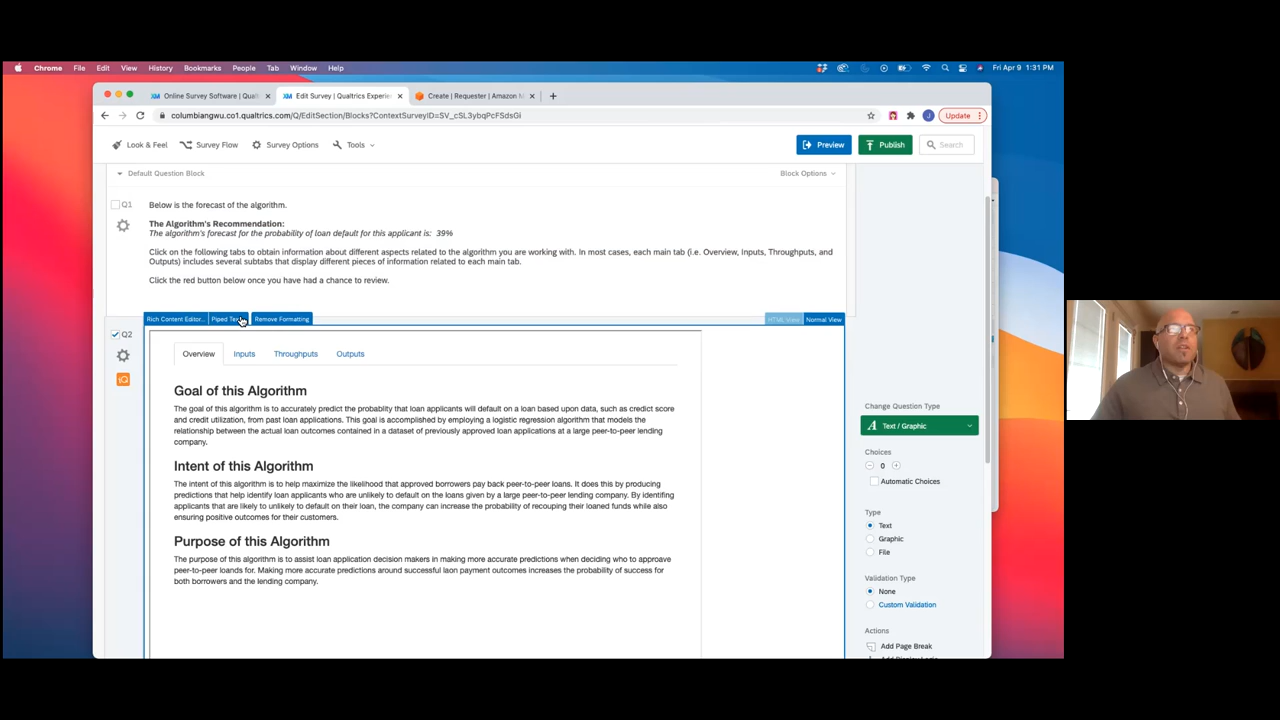 Chrome File Edit View History Bookmarks People Tab Window Help
Fri Apr 9 1:31 PM
Online Survey Software | Quali
Edit Survey | Qualtrics Experie
Create | Requester | Amazon M
columbiangwu.co1.qualtrics.com/Q/EditSection/Blocks?ContextSurveyID=SV_cSL3ybqPcFSdsGl
Update
Look & Feel
Survey Flow
Survey Options
Tools
Preview
Publish
Search
Default Question Block
Block Options
Q1
Below is the forecast of the algorithm.
The Algorithm's Recommendation:
The algorithm's forecast for the probability of loan default for this applicant is: 39%
Click on the following tabs to obtain information about different aspects related to the algorithm you are working with. In most cases, each main tab (i.e. Overview, Inputs, Throughputs, and
Outputs) includes several subtabs that display different pieces of information related to each main tab.
Click the red button below once you have had a chance to review.
Rich Content Editor...
Piped Text
Remove Formatting
HTML View
Normal View
Q2
iQ
Overview
Inputs
Throughputs
Outputs
Goal of this Algorithm
The goal of this algorithm is to accurately predict the probablity that loan applicants will default on a loan based upon data, such as credict score
and credit utilization, from past loan applications. This goal is accomplished by employing a logistic regression algorithm that models the
relationship between the actual loan outcomes contained in a dataset of previously approved loan applications at a large peer-to-peer lending
company.
Intent of this Algorithm
The intent of this algorithm is to help maximize the likelihood that approved borrowers pay back peer-to-peer loans. It does this by producing
predictions that help identify loan applicants who are unlikely to default on the loans given by a large peer-to-peer lending company. By identifing
applicants that are likely to unlikely to default on their loan, the company can increase the probability of recouping their loaned funds while also
ensuring positive outcomes for their customers.
Purpose of this Algorithm
The purpose of this algorithm is to assist loan application decision makers in making more accurate predictions when deciding who to approave
peer-to-peer loands for. Making more accurate predictions around successful laon payment outcomes increases the probability of success for
both borrowers and the lending company.
Change Question Type
Text / Graphic
Choices
0
Automatic Choices
Type
Text
Graphic
File
Validation Type
None
Custom Validation
Actions
Add Page Break
Add Display Logic